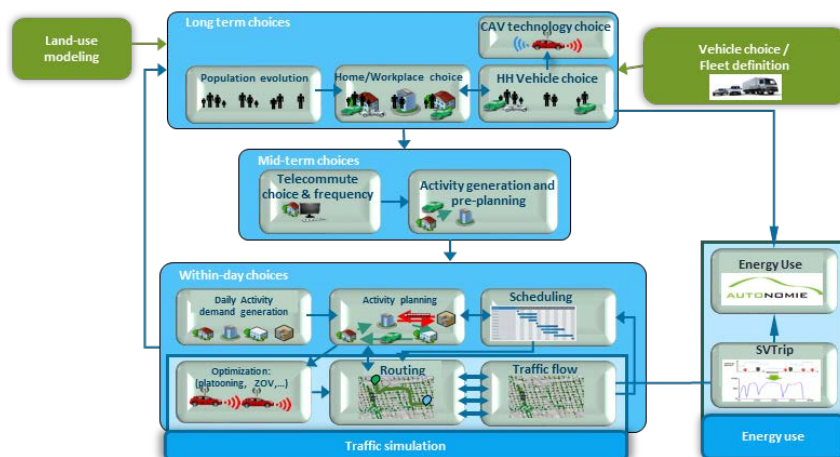 Long term choices
Land-use
modeling
CAV technology choice
Vehicle choice /
Fleet definition
Population evolution
Home/Workplace choice
HH Vehicle choice
Mid-term choices
Telecommute
choice & frequency
Activity generation and
pre-planning
Within-day choices
Daily Activity
demand generation
Activity planning
Scheduling
Energy Use
AUTONOMIE
Optimization:
(platooning, ZOV,...)
Routing
Traffic flow
SVTrip
Traffic simulation
Energy use